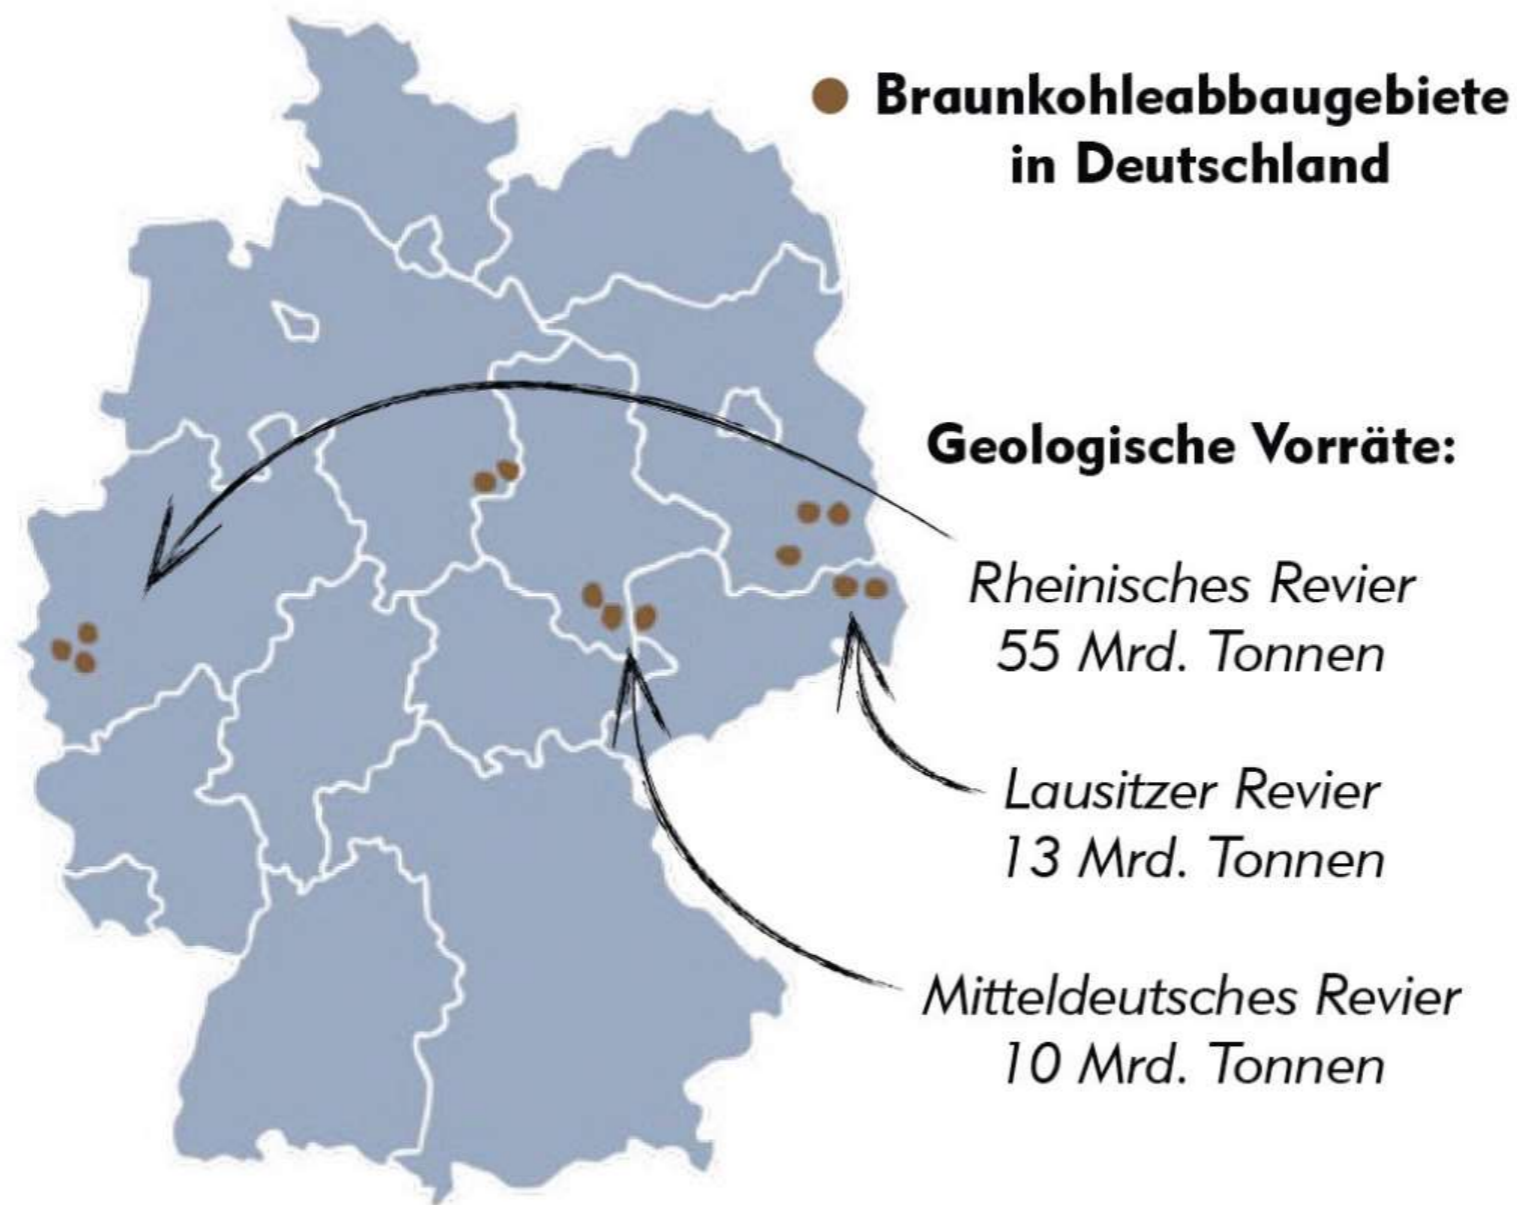 Braunkohleabbaugebiete
in Deutschland
Geologische Vorräte:
Rheinisches Revier
55 Mrd. Tonnen
Lausitzer Revier
13 Mrd. Tonnen
Mitteldeutsches Revier
10 Mrd. Tonnen